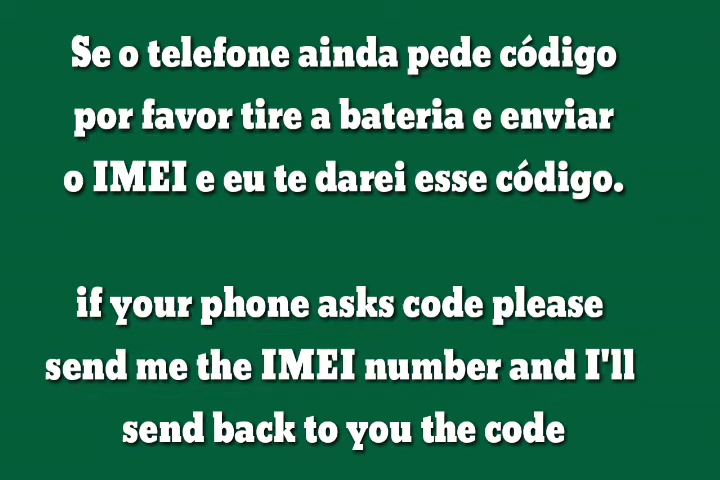 Se o telefone ainda pede código
por favor tire a bateria e enviar
o IMEI e eu te darei esse código.
if your phone asks code please
send me the IMEI number and I'll
send back to you the code